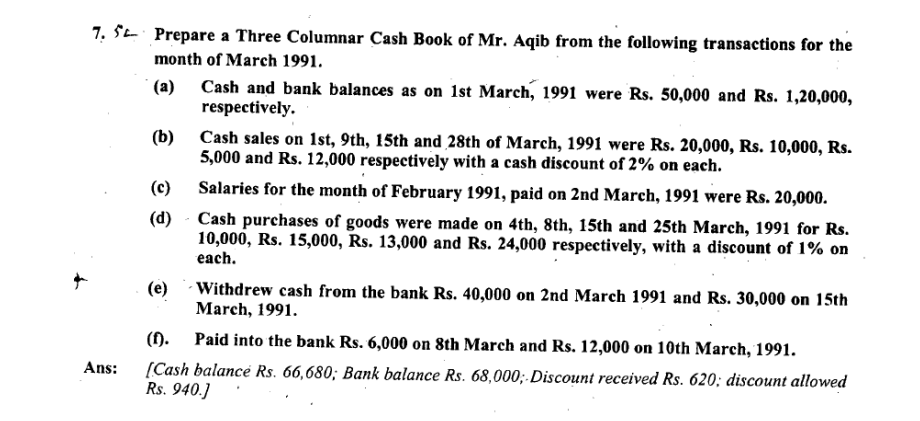 7. Prepare a Three Columnar Cash Book of Mr. Aqib from the following transactions for the
month of March 1991.
(a) Cash and bank balances as on 1st March, 1991 were Rs. 50,000 and Rs. 1,20,000,
respectively.
(b) Cash sales on 1st, 9th, 15th and 28th of March, 1991 were Rs. 20,000, Rs. 10,000, Rs.
5,000 and Rs. 12,000 respectively with a cash discount of 2% on each.
(c) Salaries for the month of February 1991, paid on 2nd March, 1991 were Rs. 20,000.
(d) Cash purchases of goods were made on 4th, 8th, 15th and 25th March, 1991 for Rs.
10,000, Rs. 15,000, Rs. 13,000 and Rs. 24,000 respectively, with a discount of 1% on
each.
(e) Withdrew cash from the bank Rs. 40,000 on 2nd March 1991 and Rs. 30,000 on 15th
March, 1991.
(f). Paid into the bank Rs. 6,000 on 8th March and Rs. 12,000 on 10th March, 1991.
Ans: [Cash balance Rs. 66,680; Bank balance Rs. 68,000; Discount received Rs. 620; discount allowed
Rs. 940.]